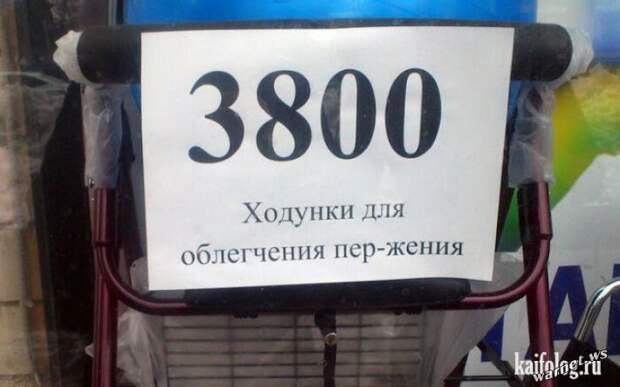 3800
Ходунки для
облегчения пер-жения
kaifolog.ru